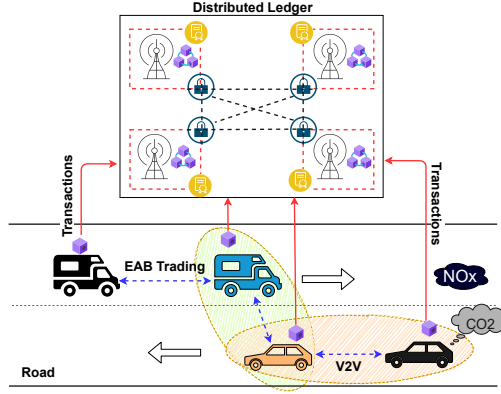 Distributed Ledger
Transactions
Transactions
EAB Trading
NOx
CO2
V2V
Road